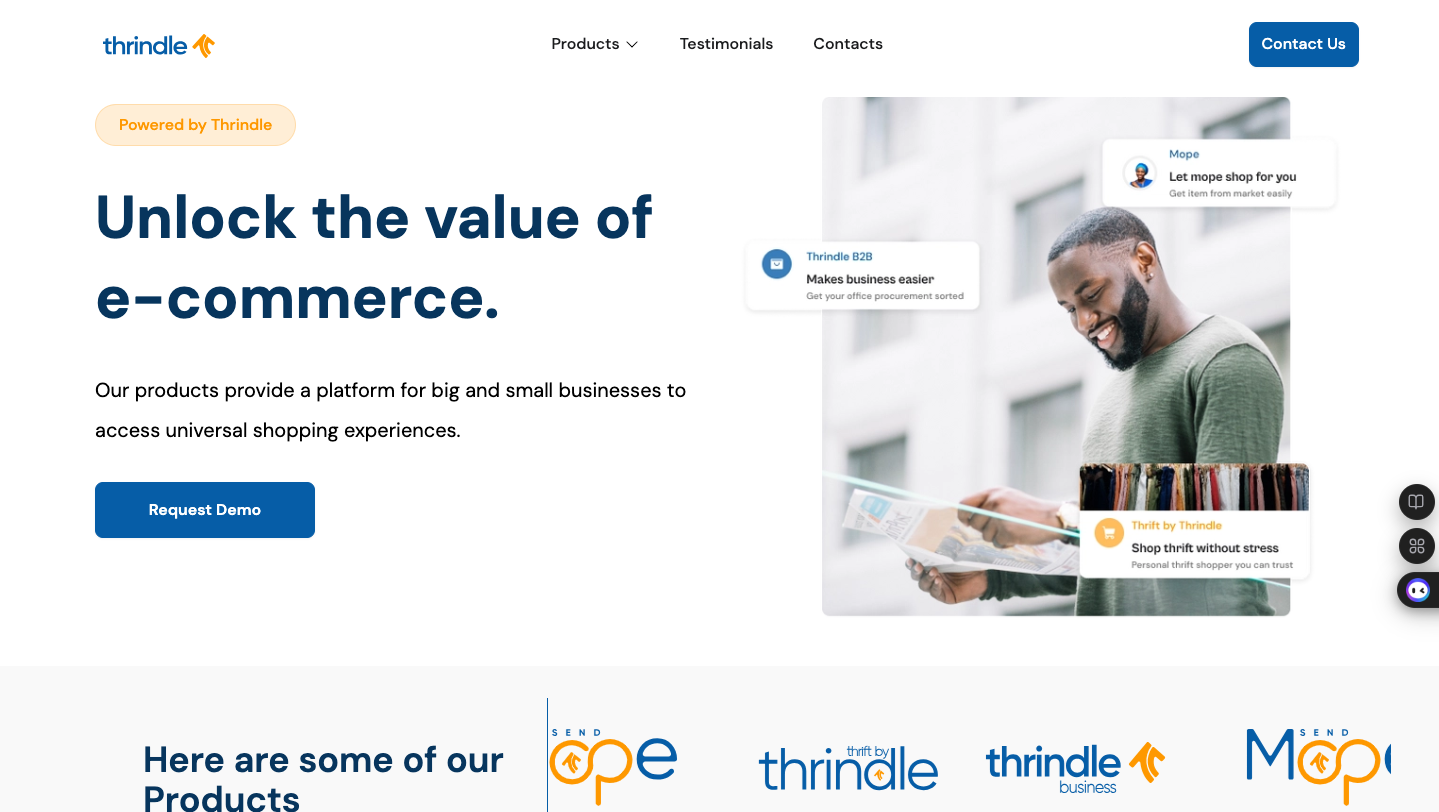 thrindle
Products
Testimonials
Contacts
Contact Us
Powered by Thrindle
Unlock the value of
e-commerce.
Our products provide a platform for big and small businesses to
access universal shopping experiences.
Request Demo
Mope
Let mope shop for you
Get item from market easily
Thrindle B2B
Makes business easier
Get your office procurement sorted
Thrift by Thrindle
Shop thrift without stress
Personal thrift shopper you can trust
Here are some of our
Products
SEND
ope
thrift by
thrindle
thrindle
business
SEND
Mop